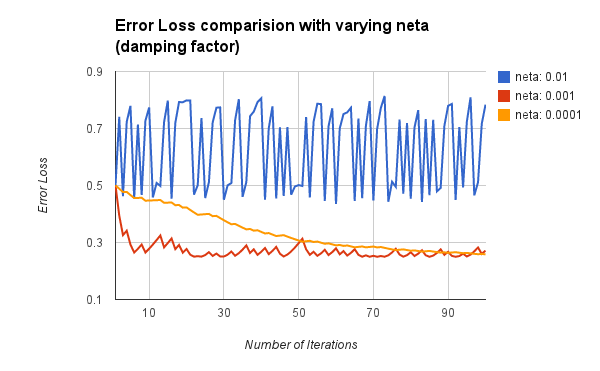 Error Loss comparision with varying neta
(damping factor)
0.9
0.7
0.5
0.3
0.1
Error Loss
10
30
50
70
90
Number of Iterations
neta: 0.01
neta: 0.001
neta: 0.0001